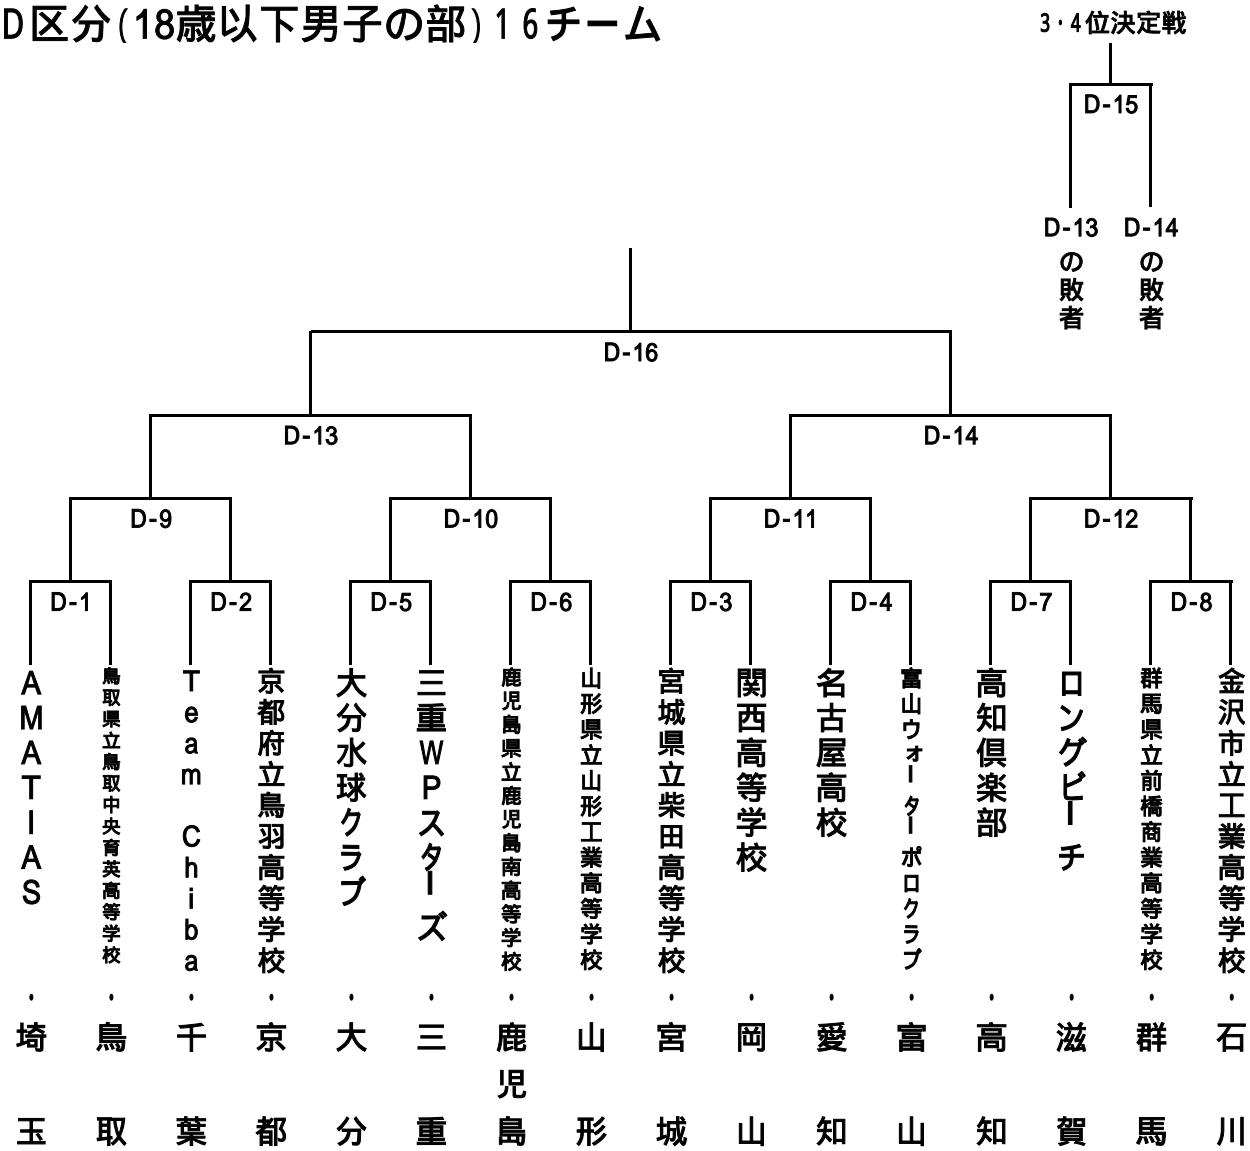 D区分(18歳以下男子の部)16チーム
3・4位決定戦
D-15
D-13の敗者
D-14の敗者
D-16
D-13
D-14
D-9
D-10
D-11
D-12
D-1
D-2
D-5
D-6
D-3
D-4
D-7
D-8
AMATIAS・埼玉
鳥取県立鳥取中央育英高等学校・鳥取
Team Chiba・千葉
京都府立鳥羽高等学校・京都
大分水球クラブ・大分
三重WPスターズ・三重
鹿児島県立鹿児島南高等学校・鹿児島
山形県立山形工業高等学校・山形
宮城県立柴田高等学校・宮城
関西高等学校・岡山
名古屋高校・愛知
富山ウォーターポロクラブ・富山
高知倶楽部・高知
ロングビーチ・滋賀
群馬県立前橋商業高等学校・群馬
金沢市立工業高等学校・石川